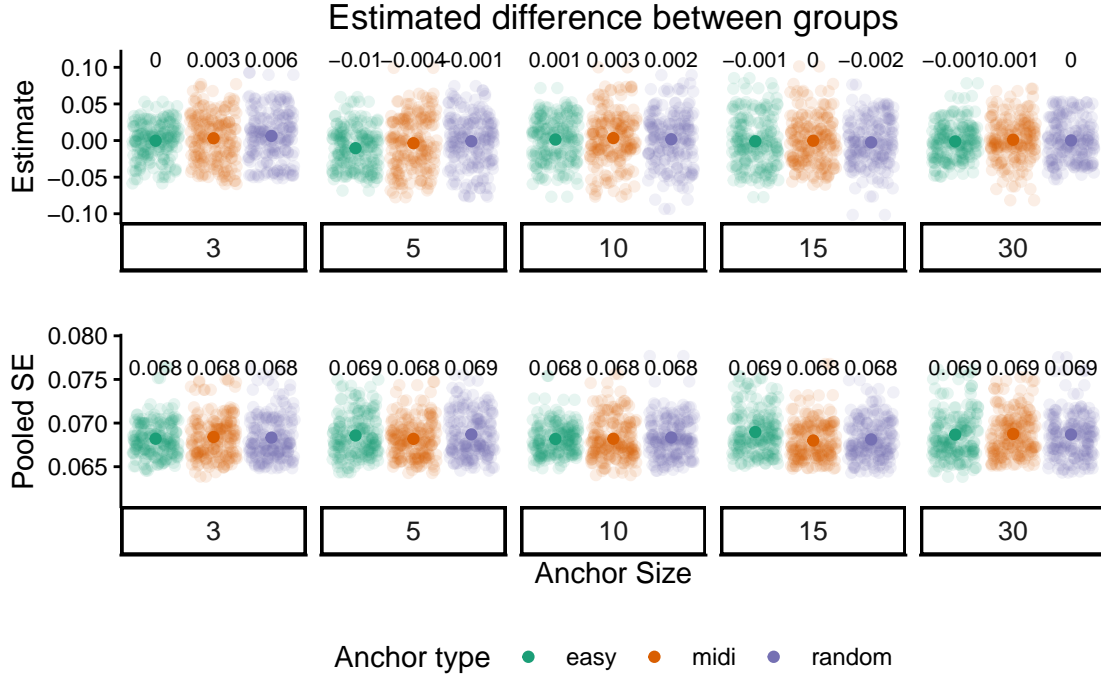 Estimated difference between groups
0 0.003 0.006 −0.01 −0.004 −0.001 0.001 0.003 0.002 −0.001 0 −0.002 −0.001 0.001 0
0.10
0.05
0.00
−0.05
−0.10
Estimate
3 5 10 15 30
0.080
0.068 0.068 0.068 0.069 0.068 0.069 0.068 0.068 0.068 0.069 0.068 0.068 0.069 0.069 0.069
0.075
0.070
0.065
Pooled SE
3 5 10 15 30
Anchor Size
Anchor type easy midi random